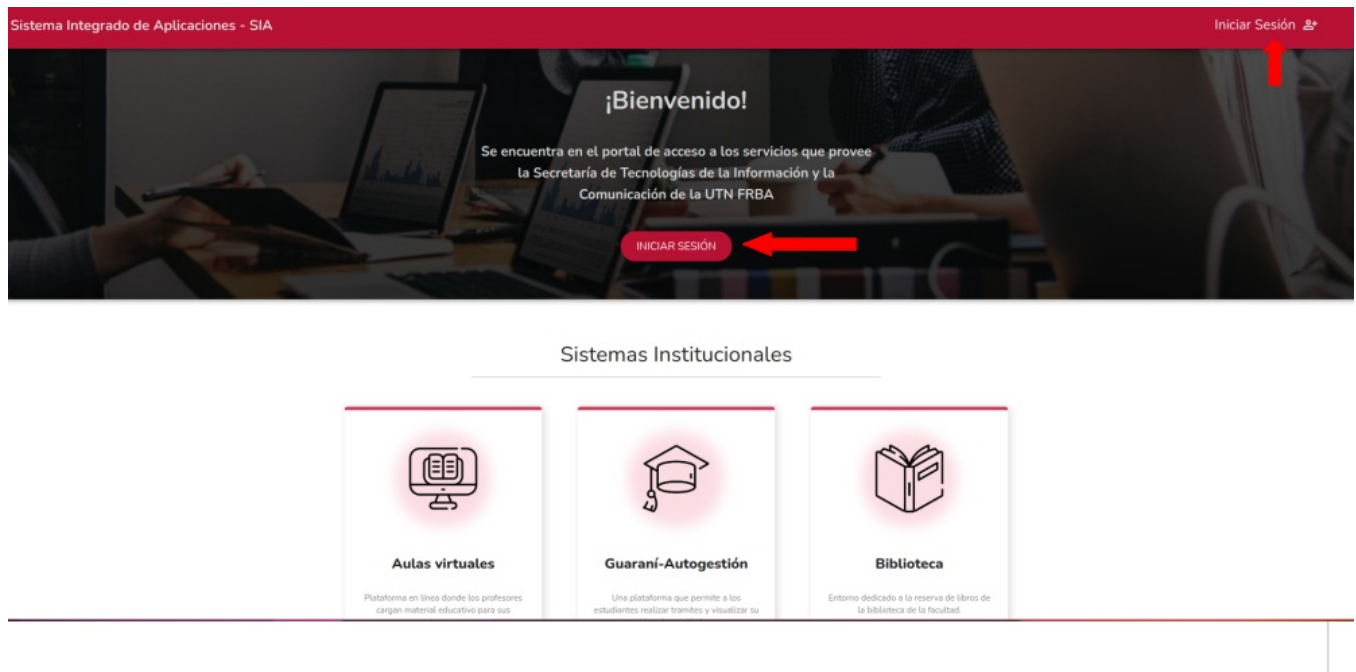 Sistema Integrado de Aplicaciones - SIA
Iniciar Sesión
¡Bienvenido!
Se encuentra en el portal de acceso a los servicios que provee
la Secretaría de Tecnologías de la Información y la
Comunicación de la UTN FRBA
INICIAR SESIÓN
Sistemas Institucionales
Aulas virtuales
Plataforma en línea donde los profesores
cargan material educativo para sus
Guaraní-Autogestión
Una plataforma que permite a los
estudiantes realizar tramites y visualizar su
Biblioteca
Entorno dedicado a la reserva de libros de
la biblioteca de la facultad.